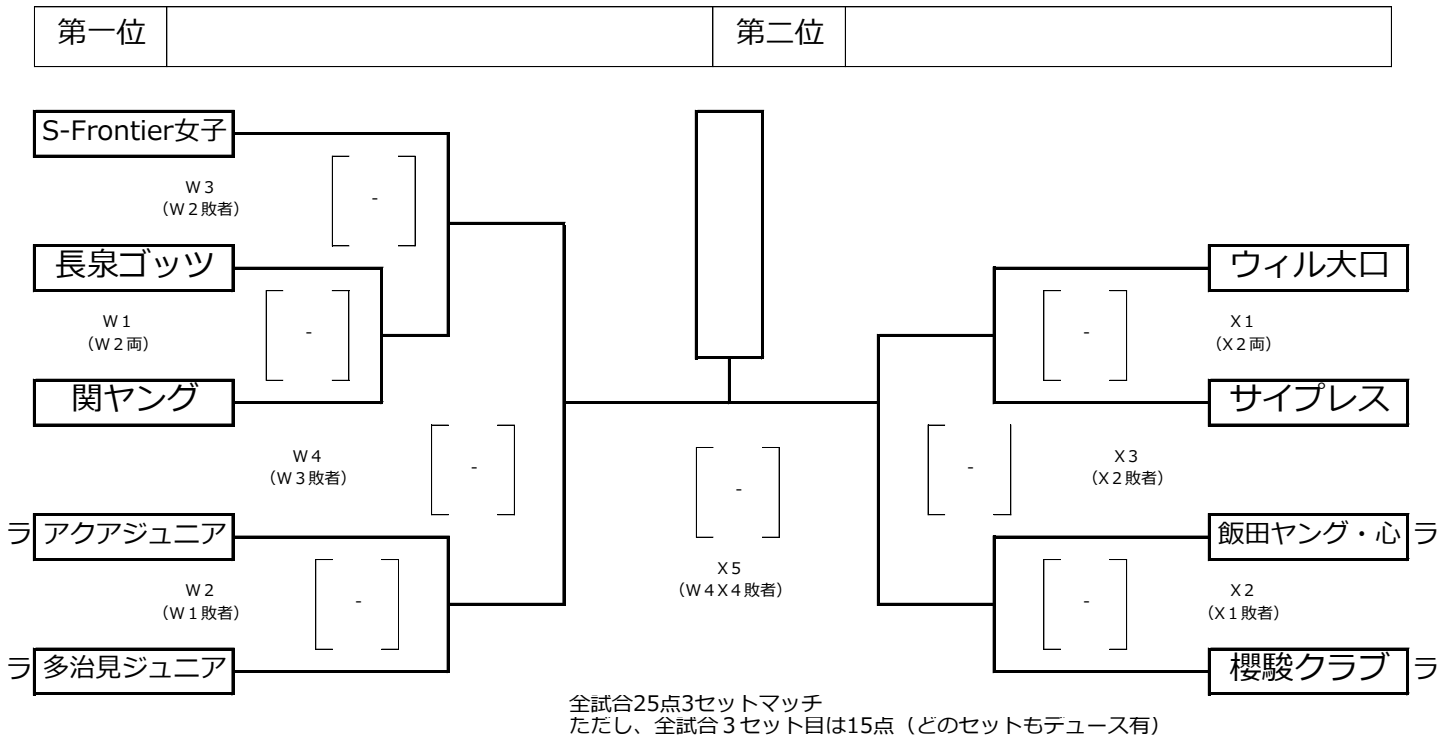 第一位 第二位
S-Frontier女子
W3
(W2敗者)
-
長泉ゴッツ
W1
(W2両)
-
関ヤング
W4
(W3敗者)
-
ラ アクアジュニア
W2
(W1敗者)
-
ラ 多治見ジュニア
-
X5
(W4X4敗者)
ウィル大口
X1
(X2両)
-
サイプレス
X3
(X2敗者)
-
飯田ヤング・心 ラ
X2
(X1敗者)
-
櫻駿クラブ ラ
全試合25点3セットマッチ
ただし、全試合３セット目は15点（どのセットもデュース有）